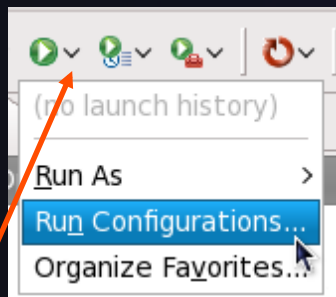 (no launch history)
Run As
Run Configurations...
Organize Favorites...